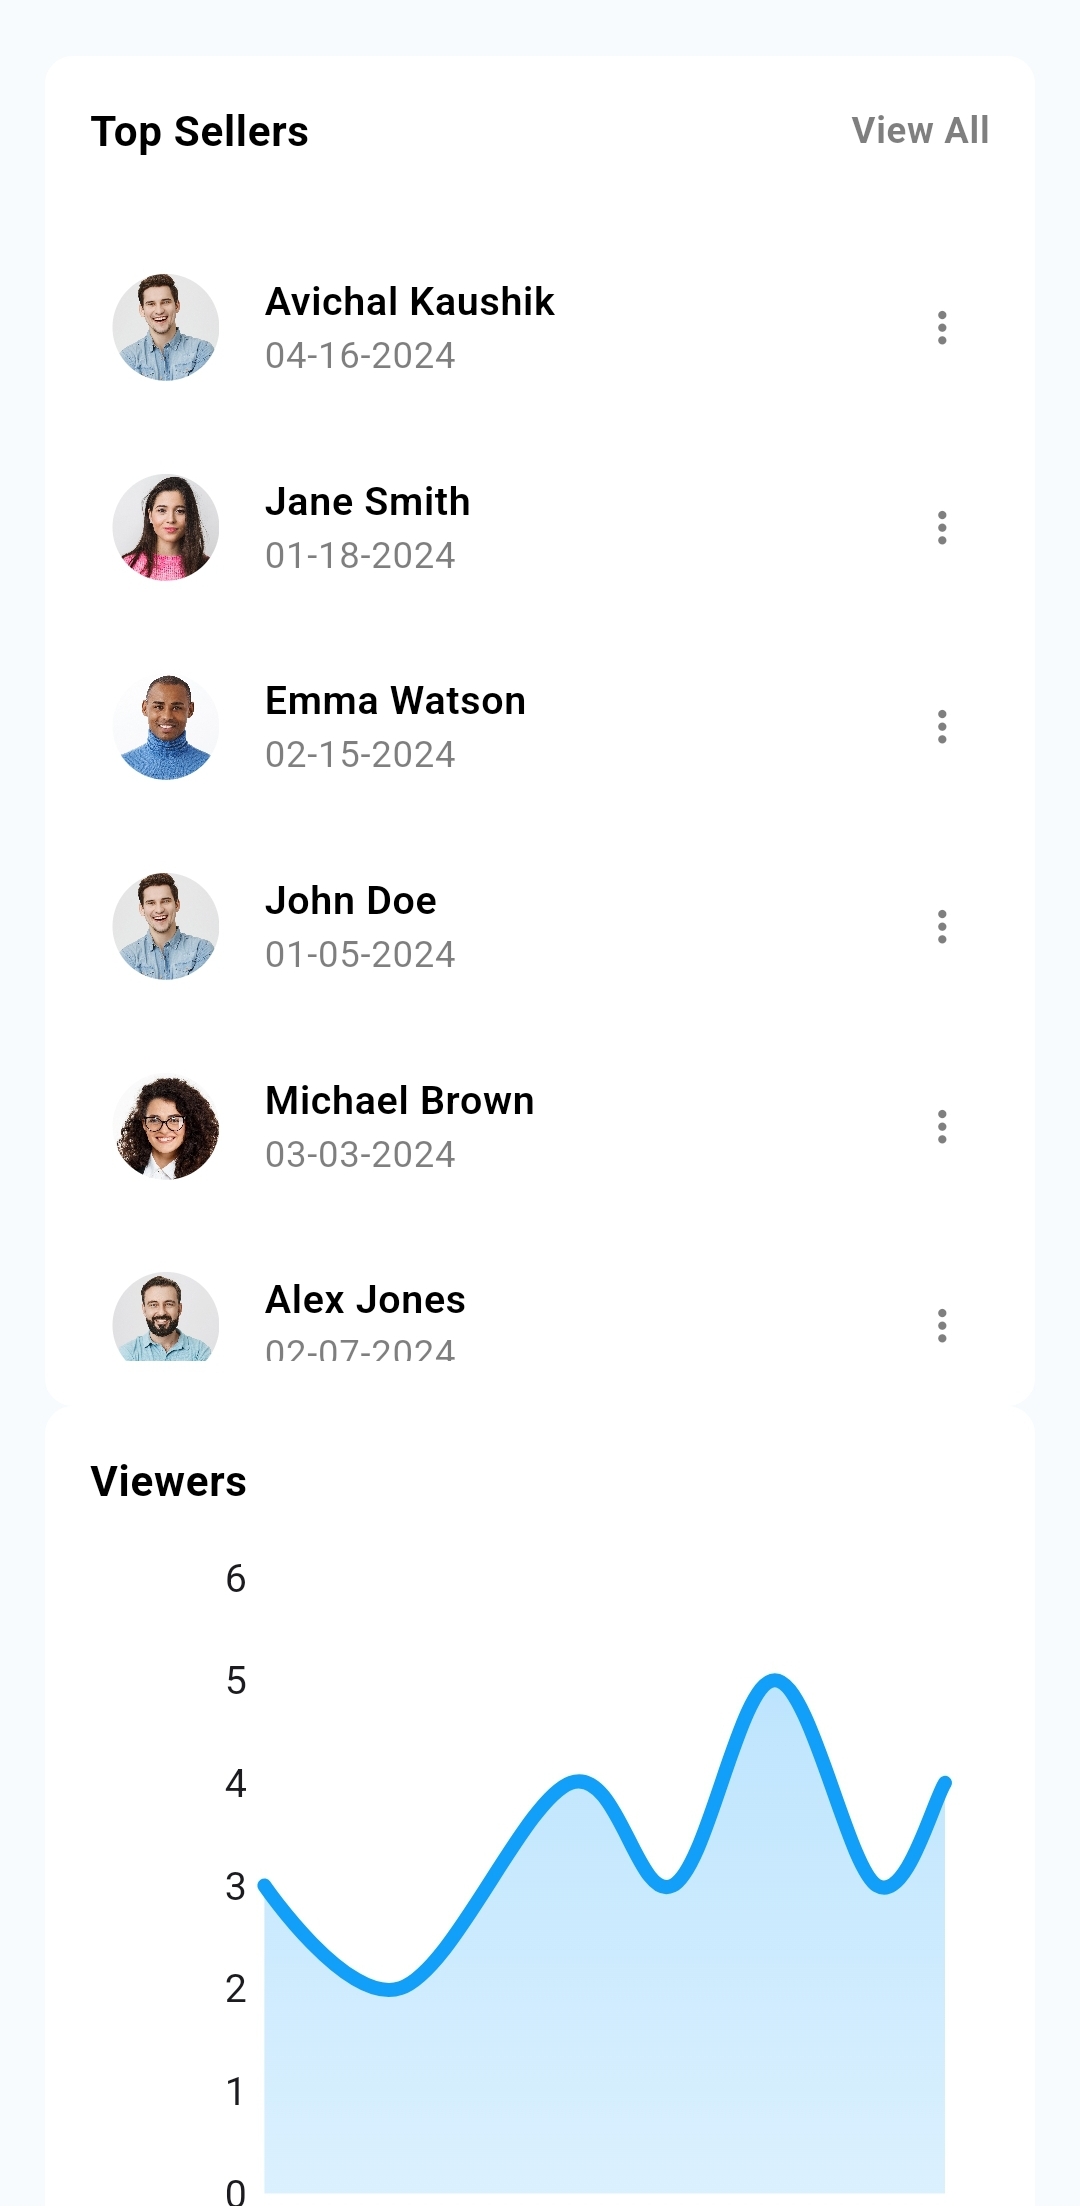 Top Sellers
View All
Avichal Kaushik
04-16-2024
Jane Smith
01-18-2024
Emma Watson
02-15-2024
John Doe
01-05-2024
Michael Brown
03-03-2024
Alex Jones
02-07-2024
Viewers
6
5
4
3
2
1
0